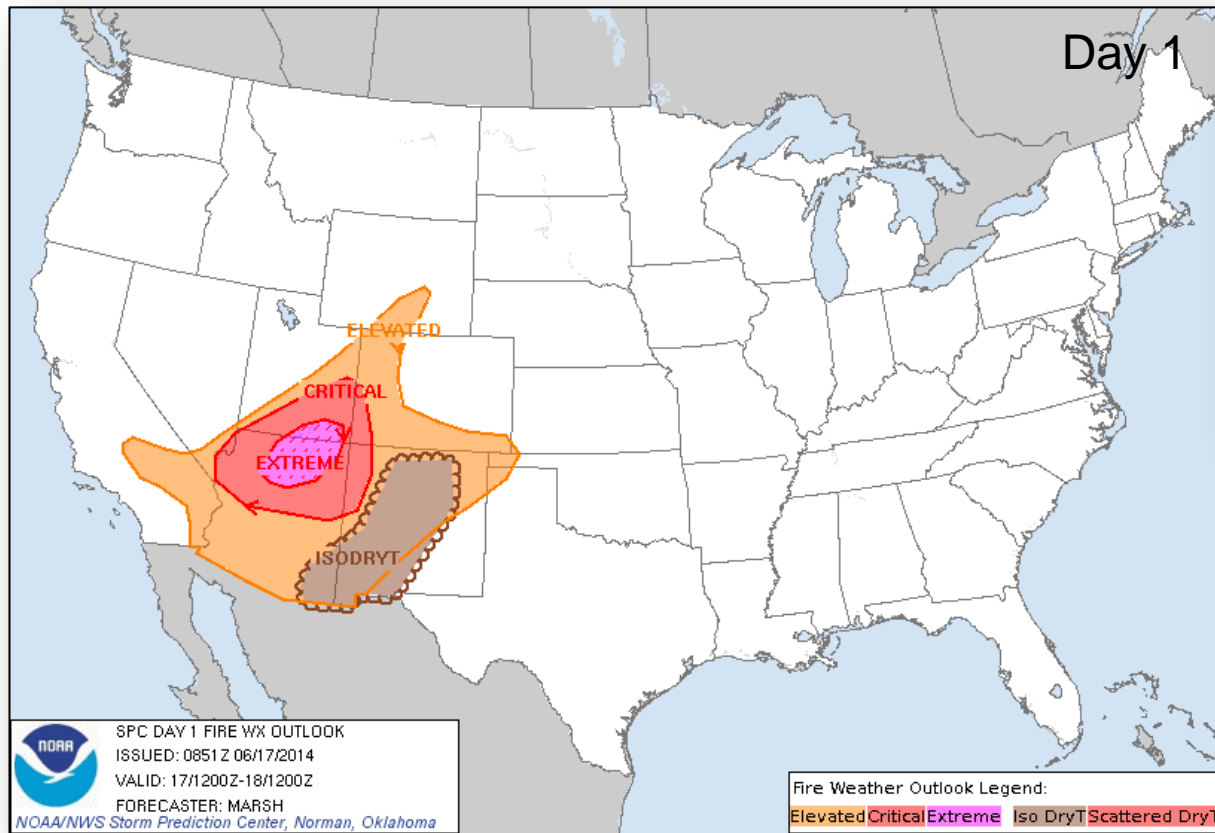 Day 1
ELEVATED
CRITICAL
EXTREME
ISODRYT
NOAA
SPC DAY 1 FIRE WX OUTLOOK
ISSUED: 0851Z 06/17/2014
VALID: 17/1200Z-18/1200Z
FORECASTER: MARSH
NOAA/NWS Storm Prediction Center, Norman, Oklahoma
Fire Weather Outlook Legend:
Elevated Critical Extreme Iso DryT Scattered DryT